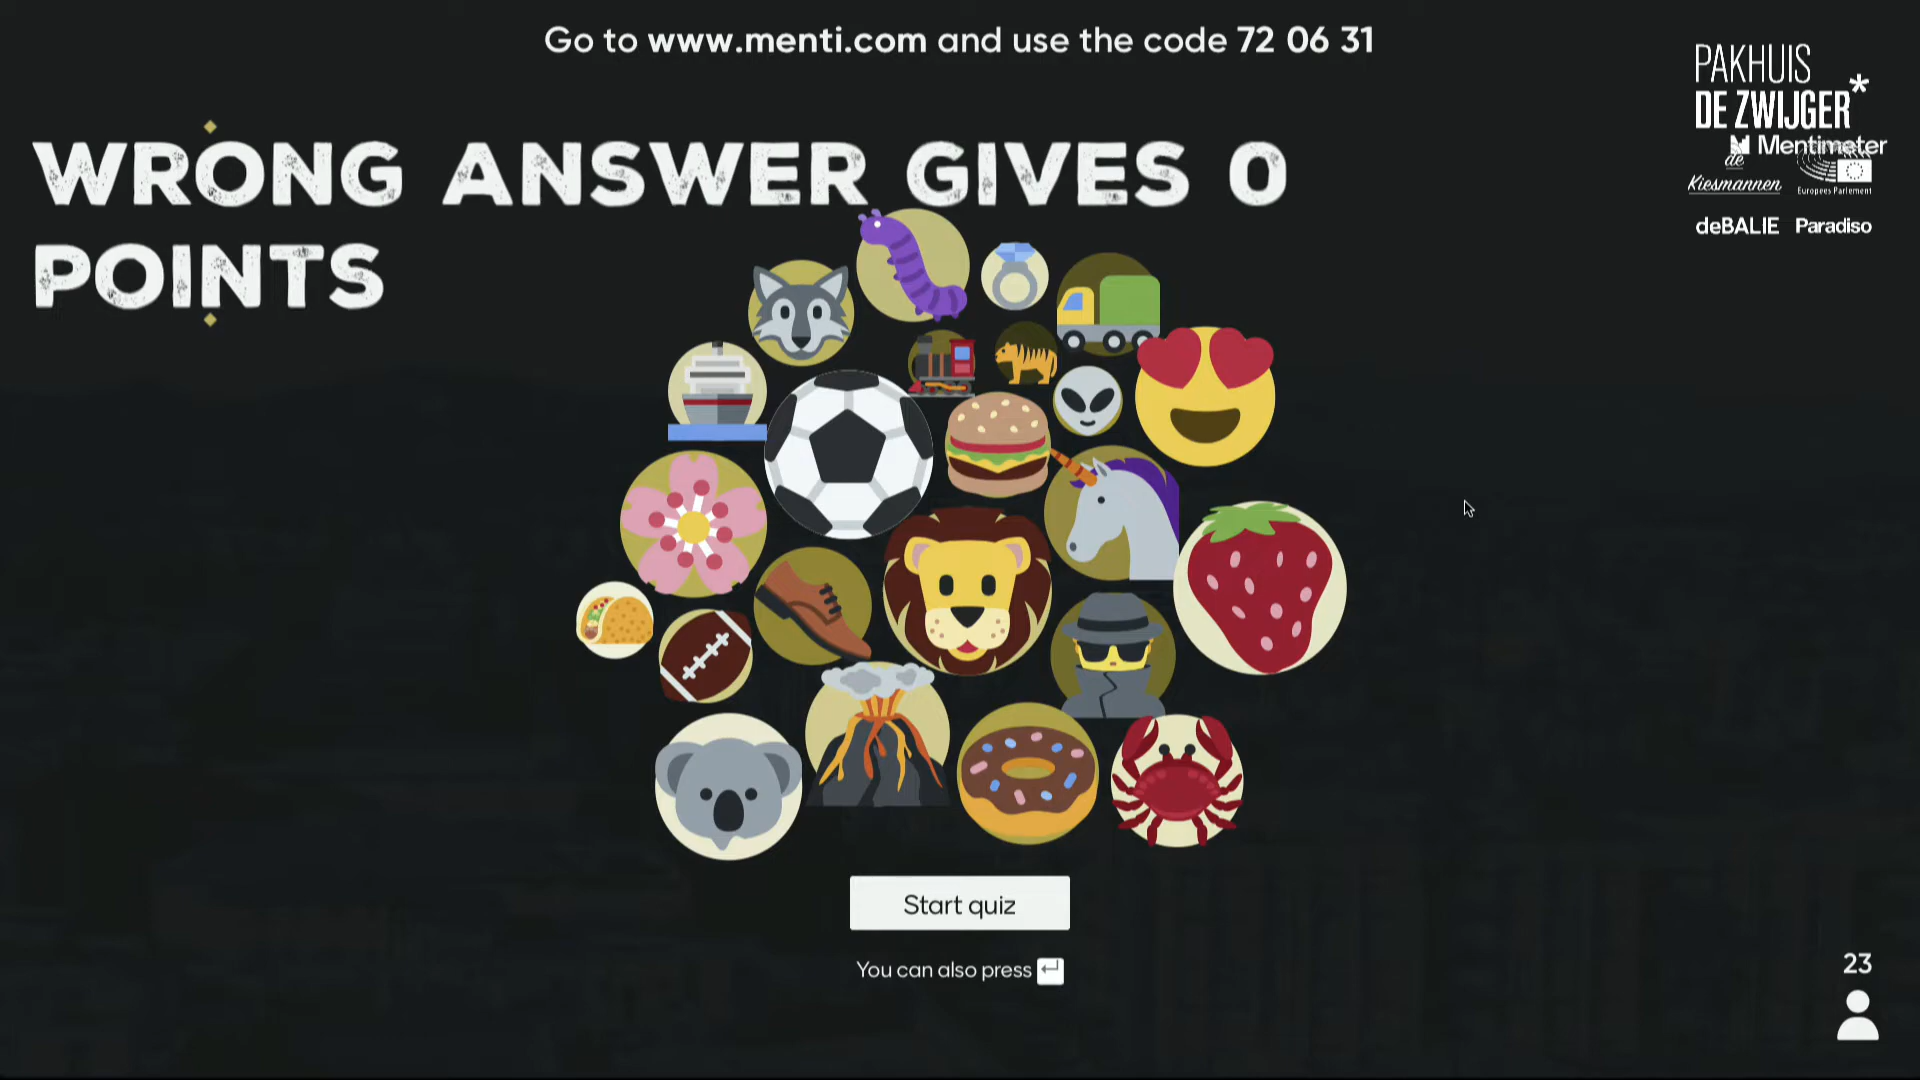 Go to www.menti.com and use the code 72 06 31
PAKHUIS
DE ZWIJGER*
Mentimeter
de
Kiesmannen
Europees Parlement
deBALIE Paradiso
WRONG ANSWER GIVES 0
POINTS
Start quiz
You can also press
23